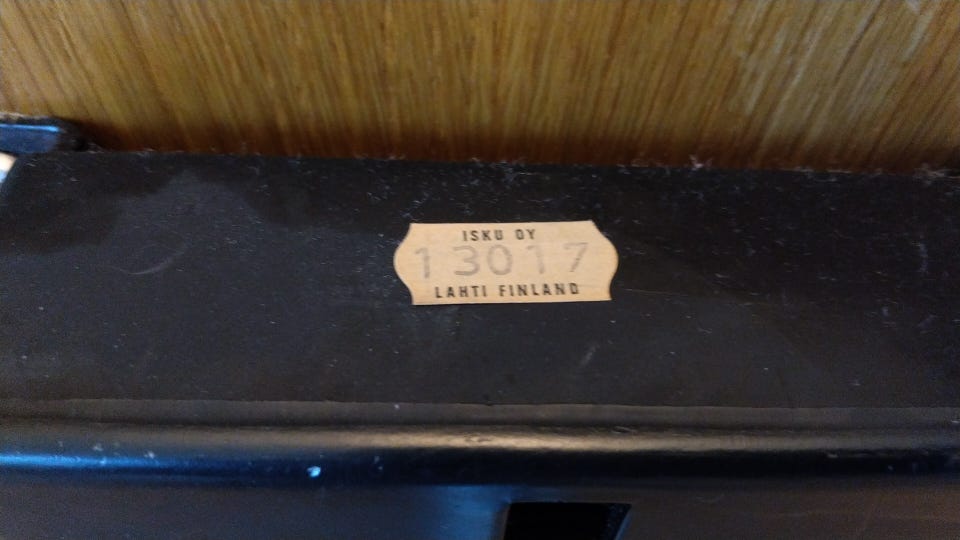 ISKU OY
13017
LAHTI FINLAND